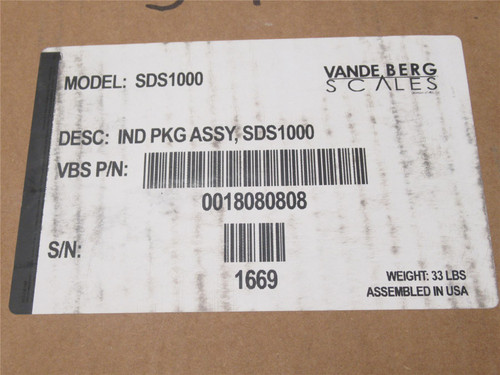 MODEL: SDS1000
VANDE BERG
SCALES
DESC: IND PKG ASSY, SDS1000
VBS P/N:
0018080808
S/N:
1669
WEIGHT: 33 LBS
ASSEMBLED IN USA